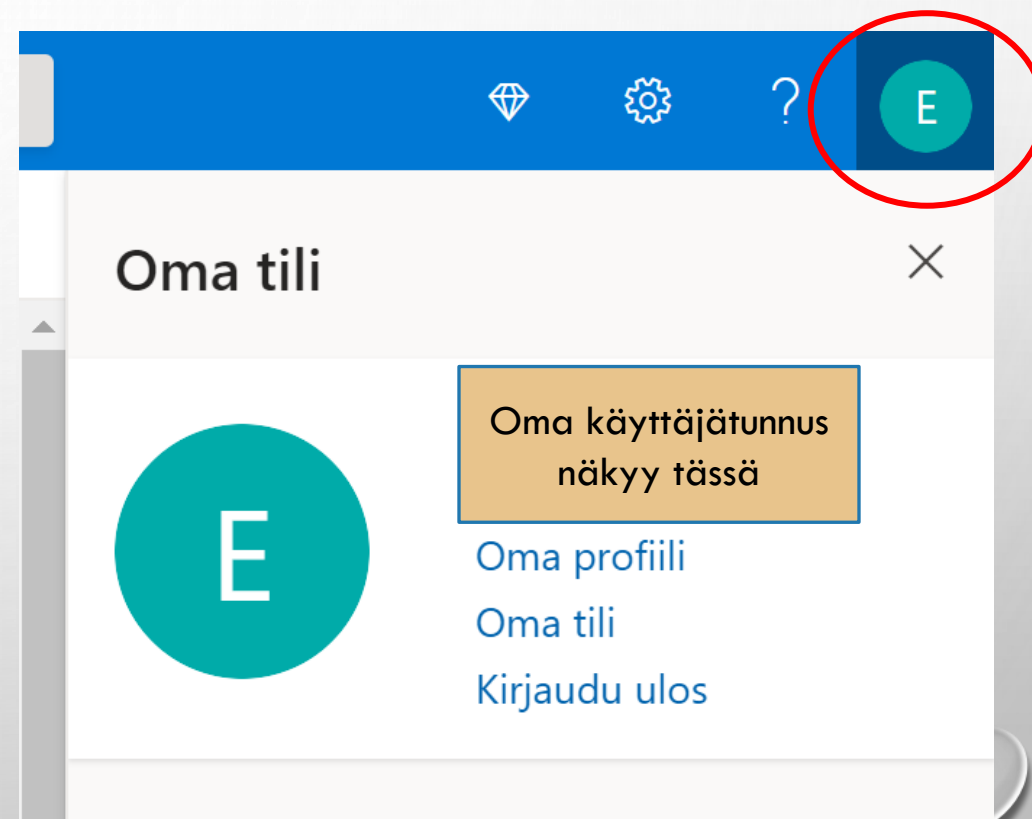 ?
E
Oma tili
Oma käyttäjätunnus
näkyy tässä
E
Oma profiili
Oma tili
Kirjaudu ulos